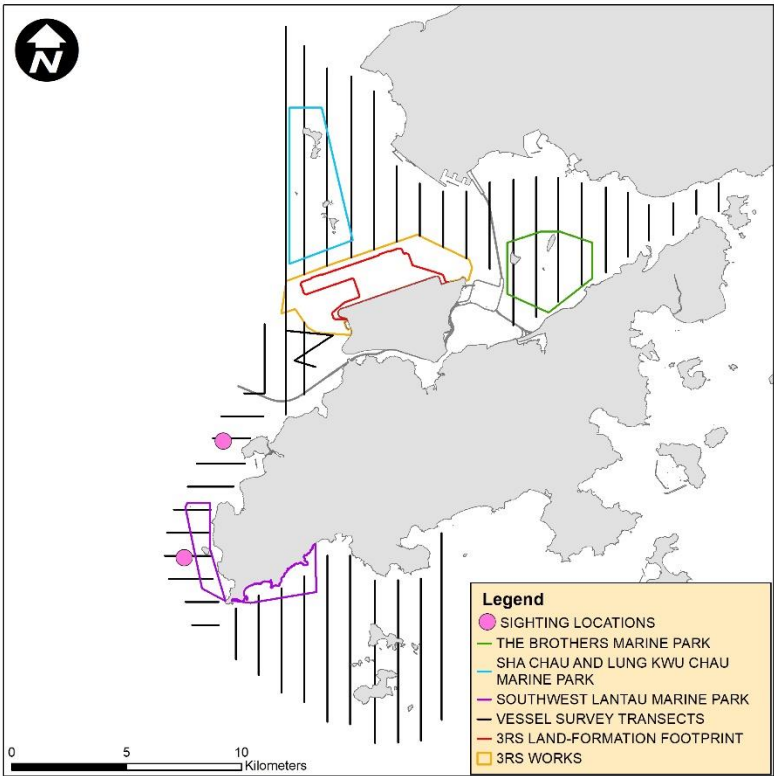 N
Legend
SIGHTING LOCATIONS
THE BROTHERS MARINE PARK
SHA CHAU AND LUNG KWU CHAU
MARINE PARK
SOUTHWEST LANTAU MARINE PARK
VESSEL SURVEY TRANSECTS
3RS LAND-FORMATION FOOTPRINT
3RS WORKS
0 5 10
Kilometers